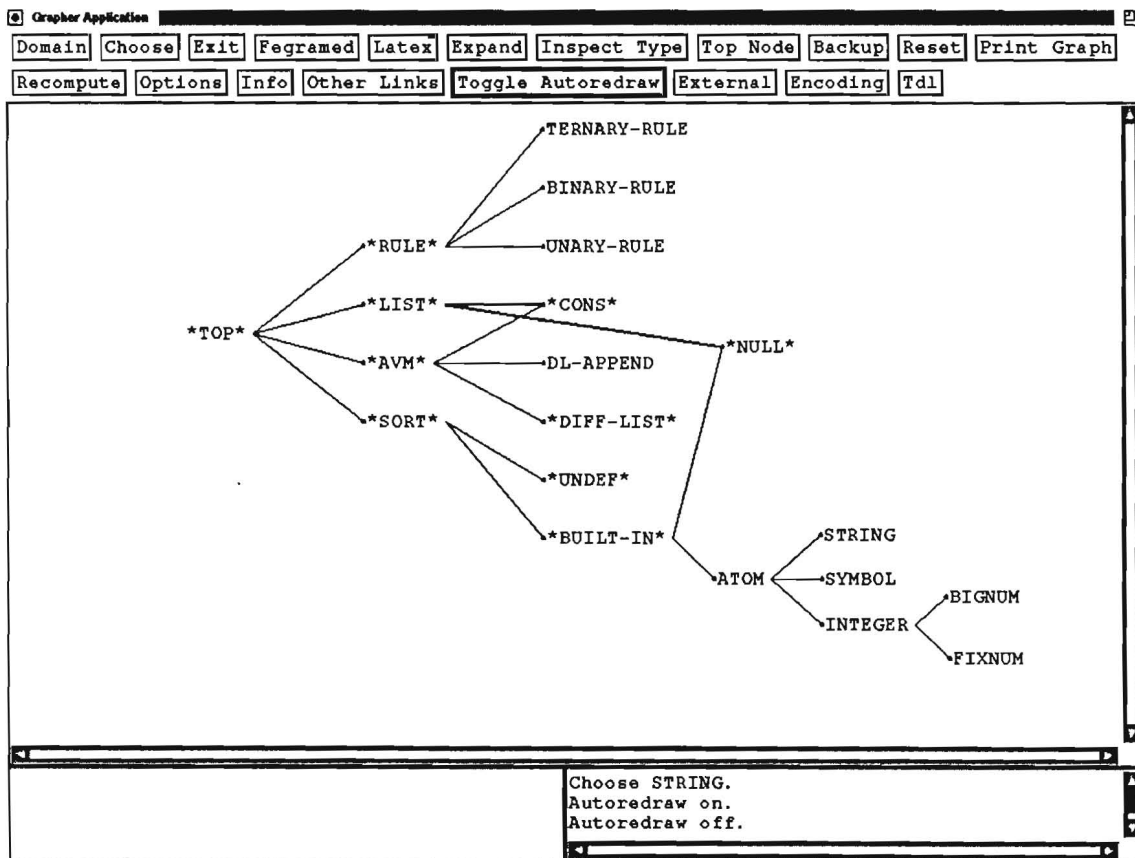 Grapher Application
Domain Choose Exit Fegramed Latex Expand Inspect Type Top Node Backup Reset Print Graph
Recompute Options Info Other Links Toggle Autoredraw External Encoding Tdl
TERNARY-RULE
BINARY-RULE
*RULE* UNARY-RULE
*LIST* *CONS*
*TOP* *NULL*
*AVM* DL-APPEND
*SORT* *DIFF-LIST*
*UNDEF*
*BUILT-IN* STRING
ATOM SYMBOL
BIGNUM
INTEGER
FIXNUM
Choose STRING.
Autoredraw on.
Autoredraw off.